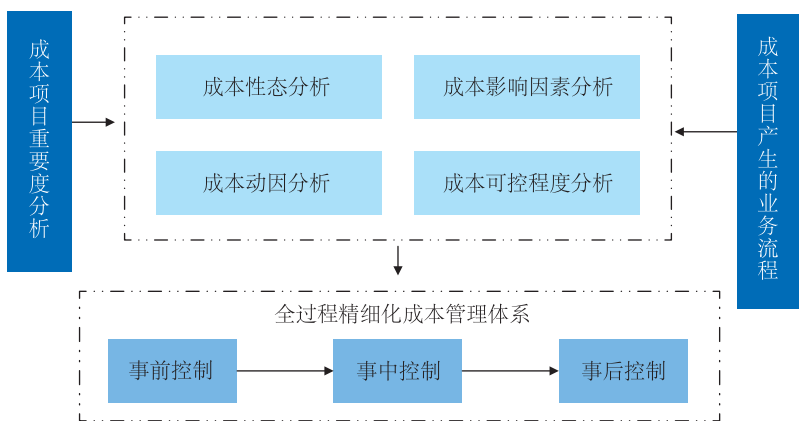 成本项目重要度分析
成本性态分析
成本影响因素分析
成本动因分析
成本可控程度分析
成本项目产生的业务流程
全过程精细化成本管理体系
事前控制
事中控制
事后控制